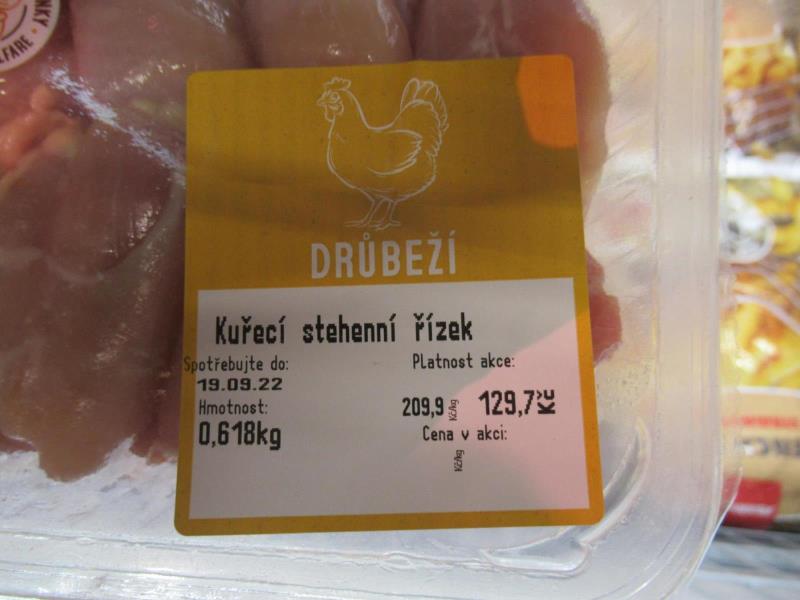 DRŮBEŽÍ
Kuřecí stehenní řízek
Spotřebujte do:
19.09.22
Hmotnost:
0,618kg
Platnost akce:
209,9 Kč/kg 129,7 Kč
Cena v akci:
Kč/kg